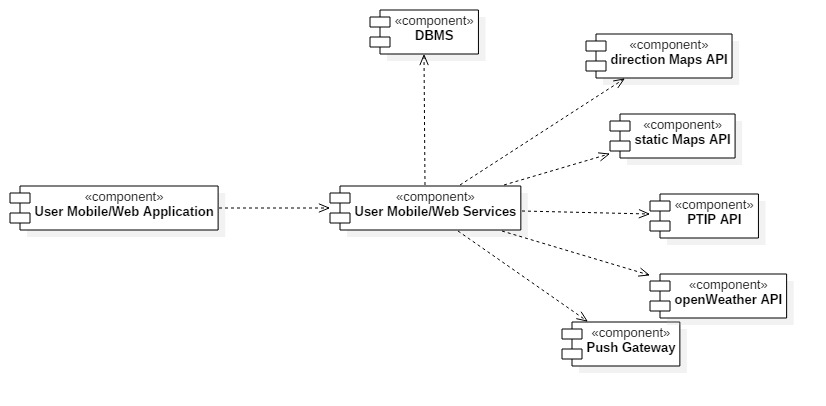 «component»
DBMS
«component»
direction Maps API
«component»
static Maps API
«component»
User Mobile/Web Application
«component»
User Mobile/Web Services
«component»
PTIP API
«component»
openWeather API
«component»
Push Gateway